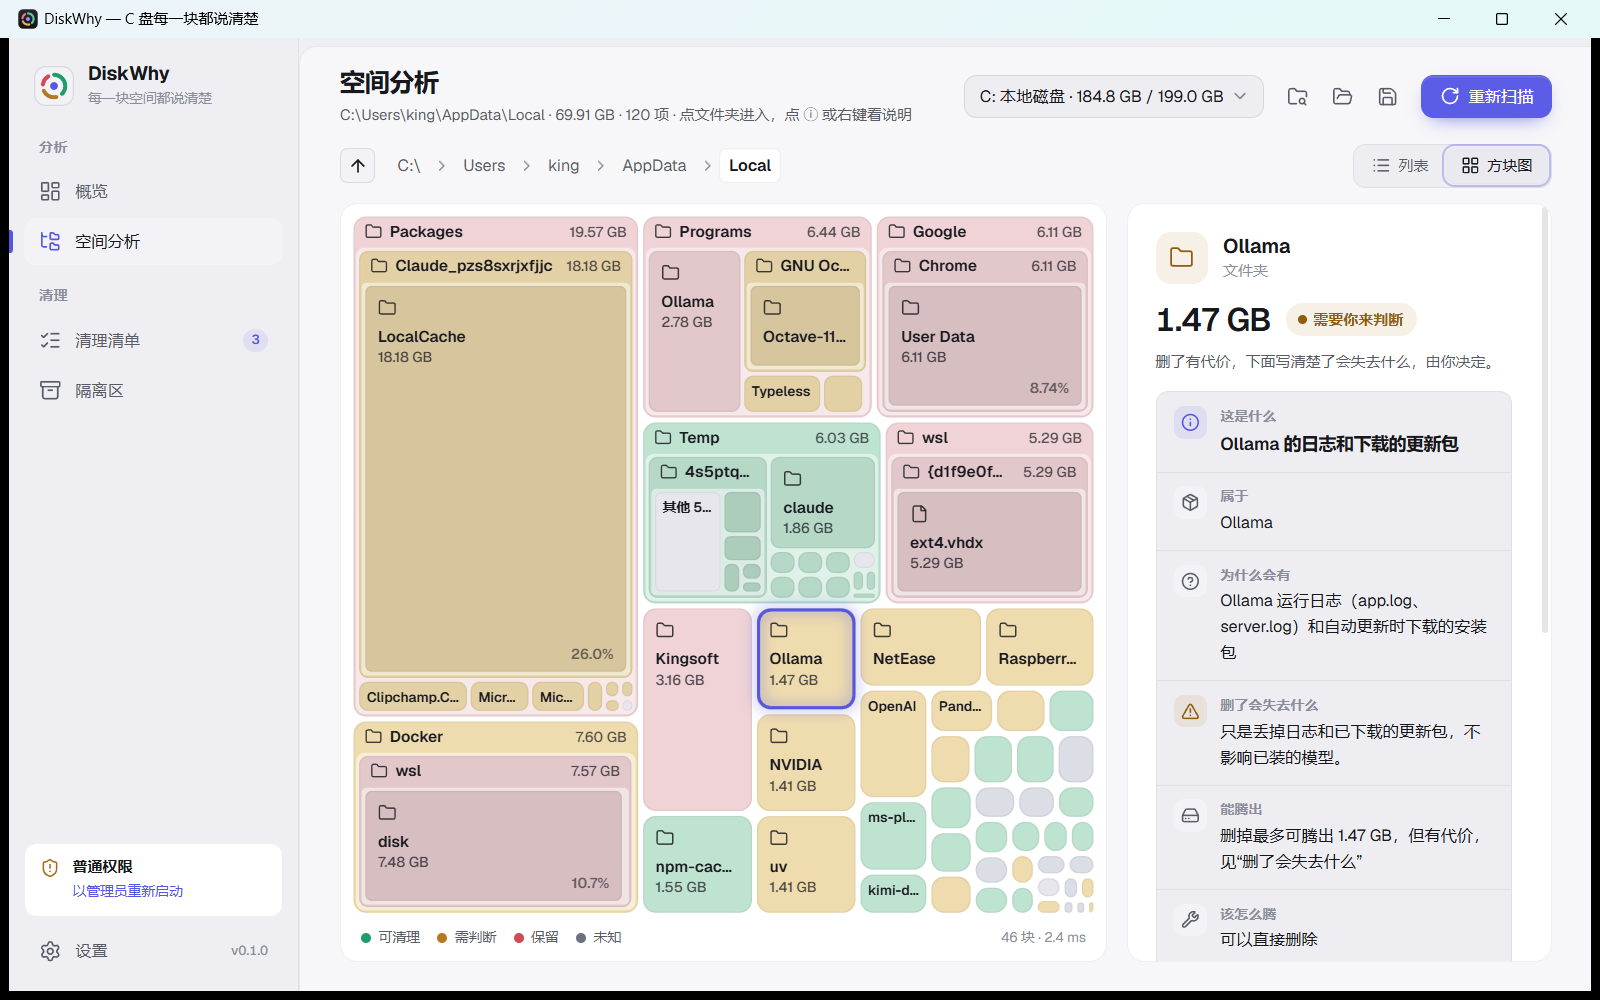 DiskWhy — C 盘每一块都说清楚
DiskWhy
每一块空间都说清楚
分析
概览
空间分析
清理
清理清单
3
隔离区
普通权限
以管理员重新启动
设置
v0.1.0
空间分析
C:\Users\king\AppData\Local · 69.91 GB · 120 项 · 点文件夹进入，点 ⓘ 或右键看说明
C: 本地磁盘 · 184.8 GB / 199.0 GB
重新扫描
C:\ > Users > king > AppData > Local
列表
方块图
Packages 19.57 GB
Claude_pzs8sxrjxfjjc 18.18 GB
LocalCache
18.18 GB
26.0%
Clipchamp.C...
Micr...
Mic...
Docker 7.60 GB
wsl 7.57 GB
disk
7.48 GB
10.7%
Programs 6.44 GB
Ollama
2.78 GB
GNU Oc...
Octave-11...
Typeless
Google 6.11 GB
Chrome 6.11 GB
User Data
6.11 GB
8.74%
Temp 6.03 GB
4s5ptq...
其他 5...
claude
1.86 GB
wsl 5.29 GB
{d1f9e0f... 5.29 GB
ext4.vhdx
5.29 GB
Kingsoft
3.16 GB
Ollama
1.47 GB
NetEase
Raspberr...
OpenAI
Pand...
NVIDIA
1.41 GB
npm-cac...
1.55 GB
uv
1.41 GB
ms-pl...
kimi-d...
可清理
需判断
保留
未知
46 块 · 2.4 ms
Ollama
文件夹
1.47 GB
需要你来判断
删了有代价，下面写清楚了会失去什么，由你决定。
这是什么
Ollama 的日志和下载的更新包
属于
Ollama
为什么会有
Ollama 运行日志（app.log、
server.log）和自动更新时下载的安装
包
删了会失去什么
只是丢掉日志和已下载的更新包，不
影响已装的模型。
能腾出
删掉最多可腾出 1.47 GB，但有代价，
见“删了会失去什么”
该怎么腾
可以直接删除